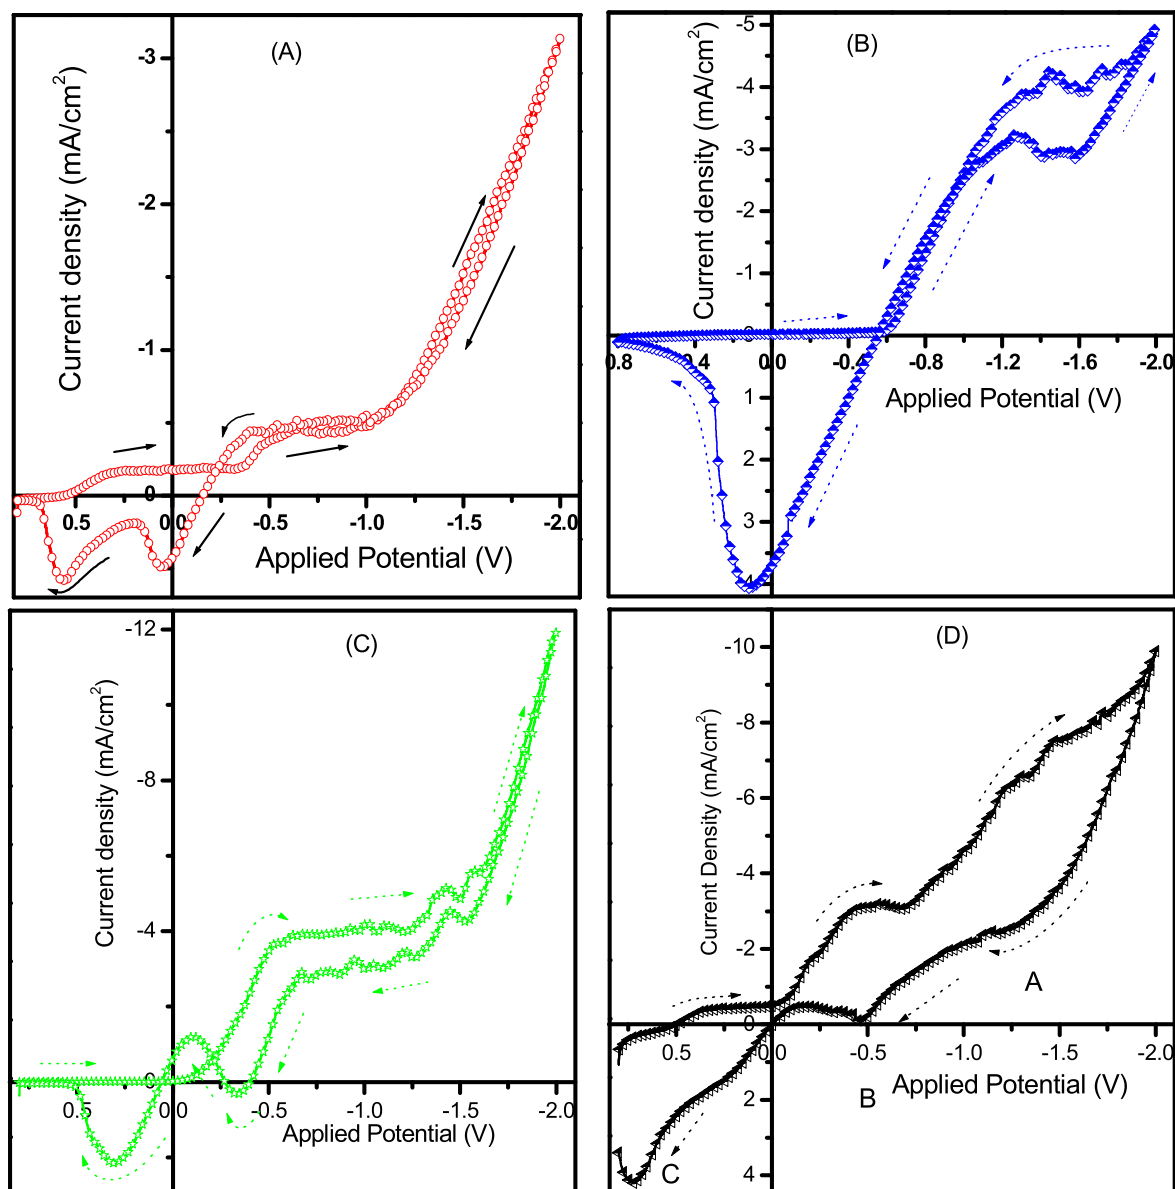 (A)
Current density (mA/cm2)
-3
-2
-1
0
0.5 0.0 -0.5 -1.0 -1.5 -2.0
Applied Potential (V)
(B)
Current density (mA/cm2)
-5
-4
-3
-2
-1
0.8 0.4 0.0 -0.4 -0.8 -1.2 -1.6 -2.0
Applied Potential (V)
1
2
3
4
(C)
Current density (mA/cm2)
-12
-8
-4
0
0.5 0.0 -0.5 -1.0 -1.5 -2.0
Applied Potential (V)
(D)
Current Density (mA/cm2)
-10
-8
-6
-4
-2
A
0
0.5 0.0 -0.5 -1.0 -1.5 -2.0
B Applied Potential (V)
2
C
4